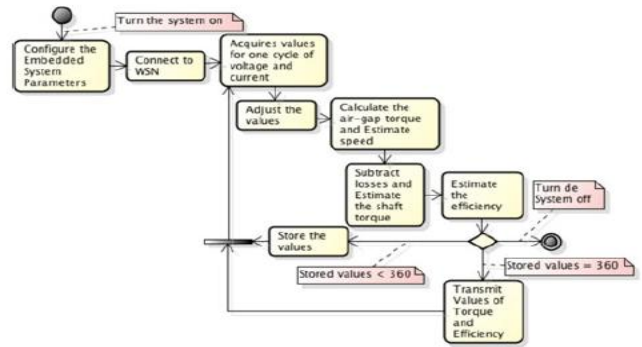 Turn the system on
Configure the
Embedded
System
Parameters
Connect to
WSN
Acquires values
for one cycle of
voltage and
current
Adjust the
values
Calculate the
air-gap torque
and Estimate
speed
Subtract
losses and
Estimate
the shaft
torque
Estimate
the
efficiency
Turn de
System off
Store the
values
Stored values < 360
Stored values = 360
Transmit
Values of
Torque
and
Efficiency